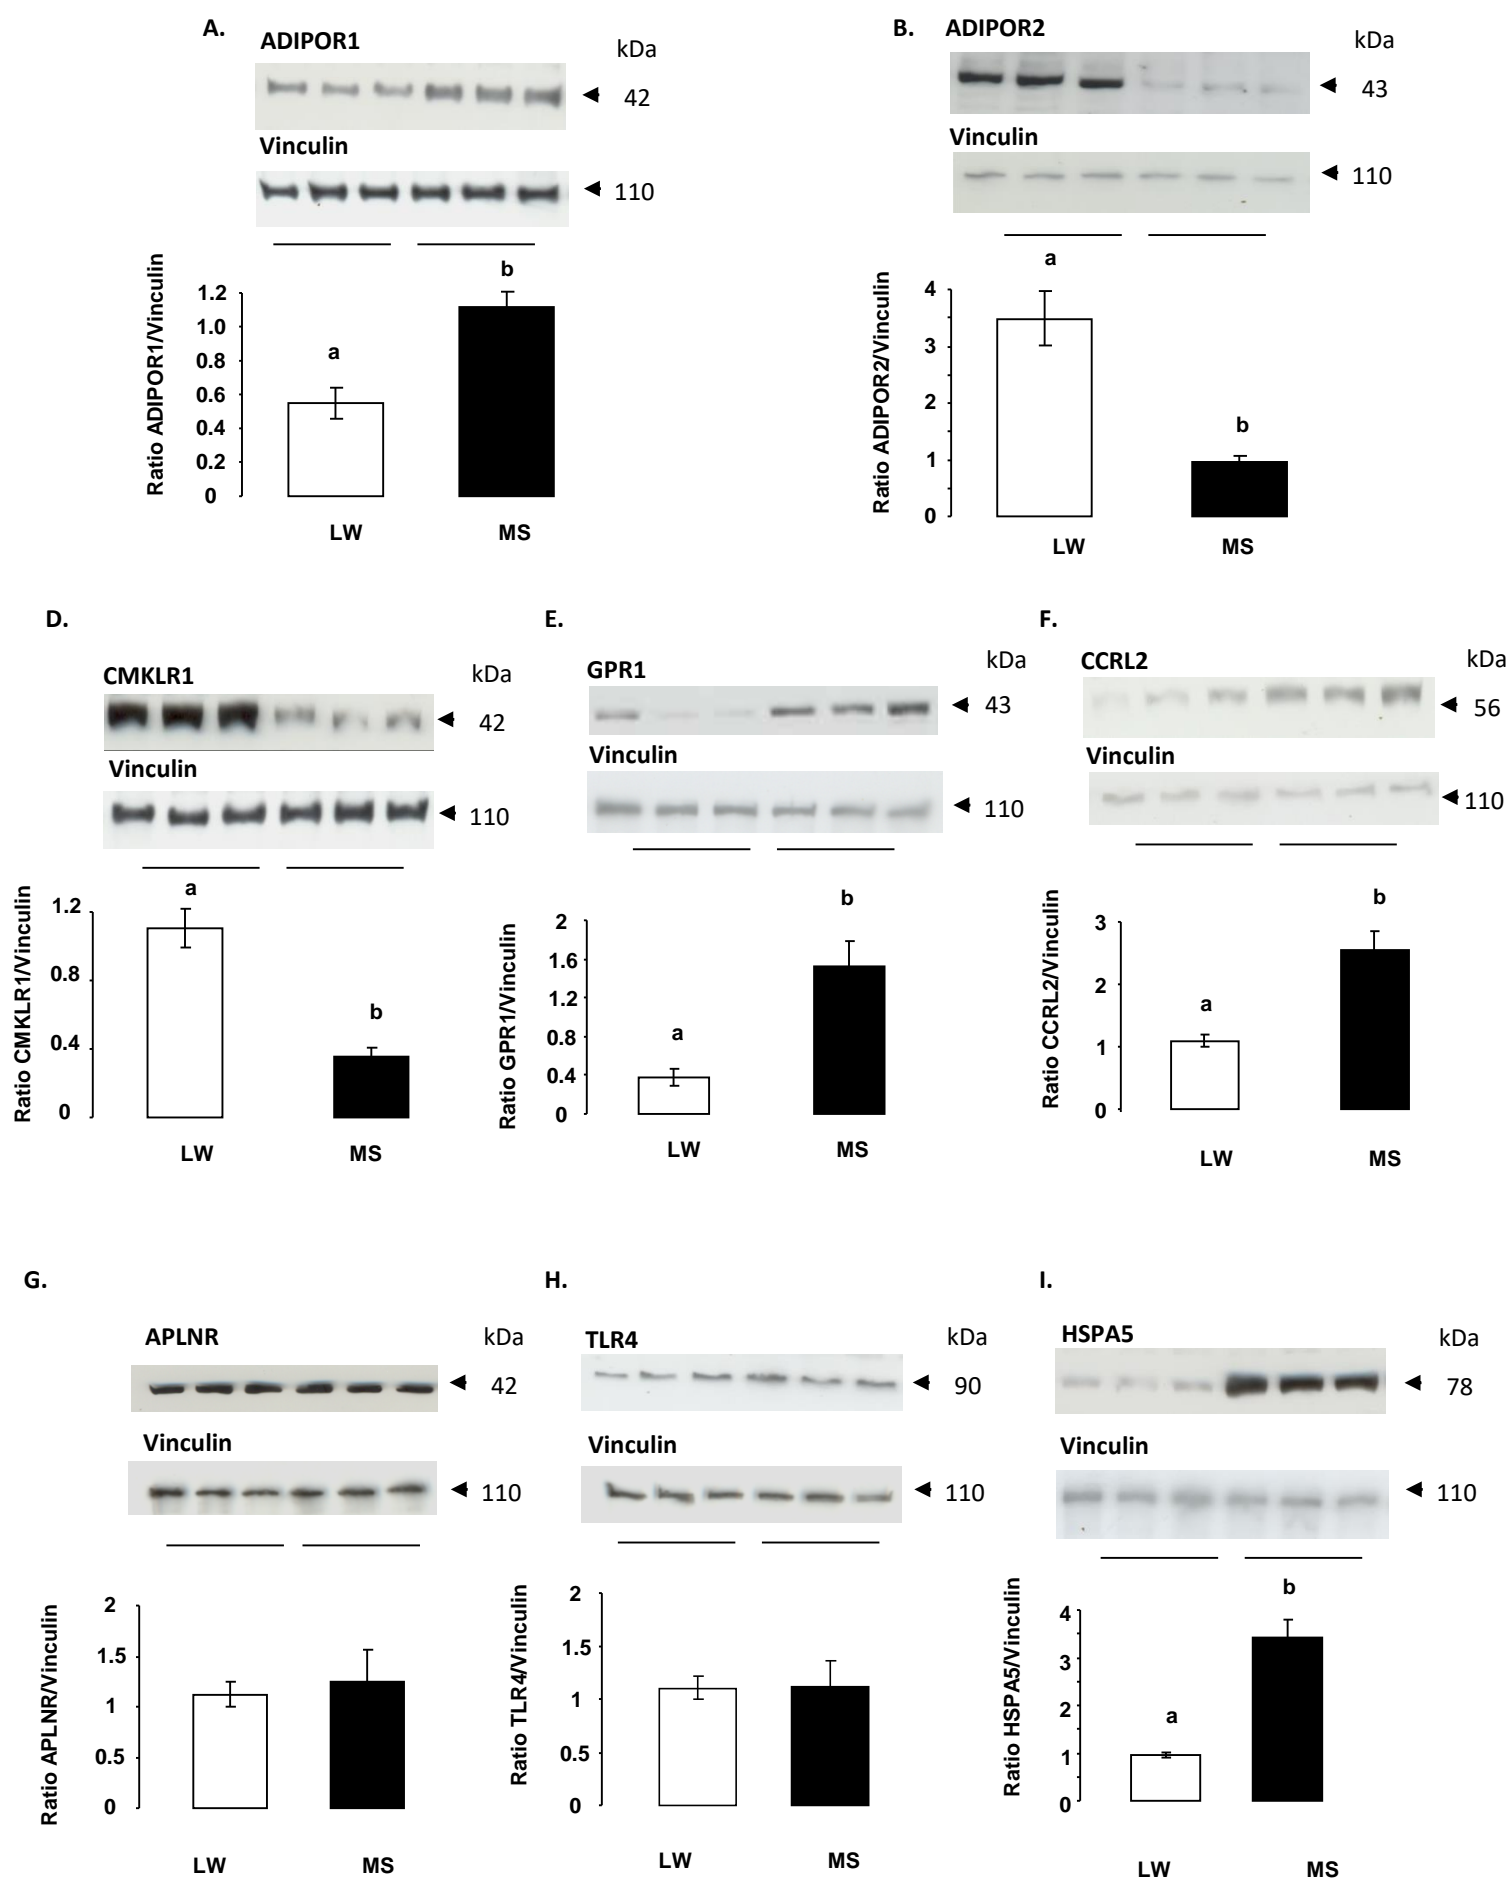 A.
ADIPOR1
kDa
42
Vinculin
110
Ratio ADIPOR1/Vinculin
1.2
1.0
0.8
0.6
0.4
0.2
0
a
b
LW
MS
B.
ADIPOR2
kDa
43
Vinculin
110
Ratio ADIPOR2/Vinculin
4
3
2
1
0
a
b
LW
MS
D.
CMKLR1
kDa
42
Vinculin
110
Ratio CMKLR1/Vinculin
1.2
0.8
0.4
0
a
b
LW
MS
E.
GPR1
kDa
43
Vinculin
110
Ratio GPR1/Vinculin
2
1.6
1.2
0.8
0.4
0
a
b
LW
MS
F.
CCRL2
kDa
56
Vinculin
110
Ratio CCRL2/Vinculin
3
2
1
0
a
b
LW
MS
G.
APLNR
kDa
42
Vinculin
110
Ratio APLNR/Vinculin
2
1.5
1
0.5
0
LW
MS
H.
TLR4
kDa
90
Vinculin
110
Ratio TLR4/Vinculin
2
1.5
1
0.5
0
LW
MS
I.
HSPA5
kDa
78
Vinculin
110
Ratio HSPA5/Vinculin
4
3
2
1
0
a
b
LW
MS